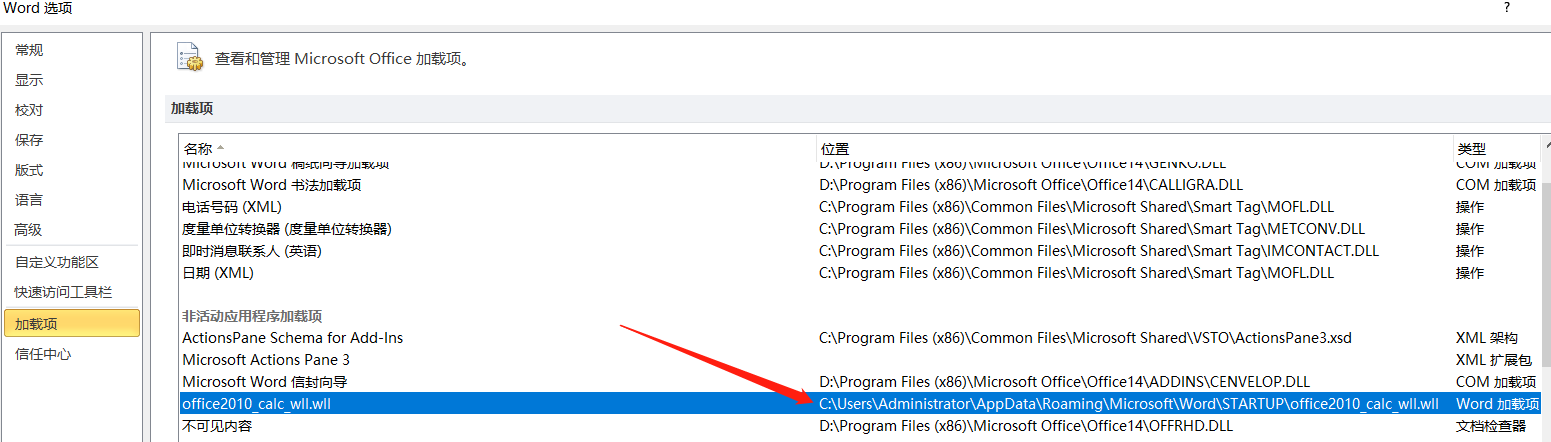 Word 选项 ?
常规
显示
校对
保存
版式
语言
高级
自定义功能区
快速访问工具栏
加载项
信任中心
查看和管理 Microsoft Office 加载项。
加载项
名称 位置 类型
Microsoft Word 稿纸向导加载项 D:\Program Files (x86)\Microsoft Office\Office14\GENKO.DLL COM 加载项
Microsoft Word 书法加载项 D:\Program Files (x86)\Microsoft Office\Office14\CALLIGRA.DLL COM 加载项
电话号码 (XML) C:\Program Files (x86)\Common Files\Microsoft Shared\Smart Tag\MOFL.DLL 操作
度量单位转换器 (度量单位转换器) C:\Program Files (x86)\Common Files\Microsoft Shared\Smart Tag\METCONV.DLL 操作
即时消息联系人 (英语) C:\Program Files (x86)\Common Files\Microsoft Shared\Smart Tag\IMCONTACT.DLL 操作
日期 (XML) C:\Program Files (x86)\Common Files\Microsoft Shared\Smart Tag\MOFL.DLL 操作
非活动应用程序加载项
ActionsPane Schema for Add-Ins C:\Program Files (x86)\Common Files\Microsoft Shared\VSTO\ActionsPane3.xsd XML 架构
Microsoft Actions Pane 3 XML 扩展包
Microsoft Word 信封向导 D:\Program Files (x86)\Microsoft Office\Office14\ADDINS\CENVELOP.DLL COM 加载项
office2010_calc_wll.wll C:\Users\Administrator\AppData\Roaming\Microsoft\Word\STARTUP\office2010_calc_wll.wll Word 加载项
不可见内容 D:\Program Files (x86)\Microsoft Office\Office14\OFFRHD.DLL 文档检查器